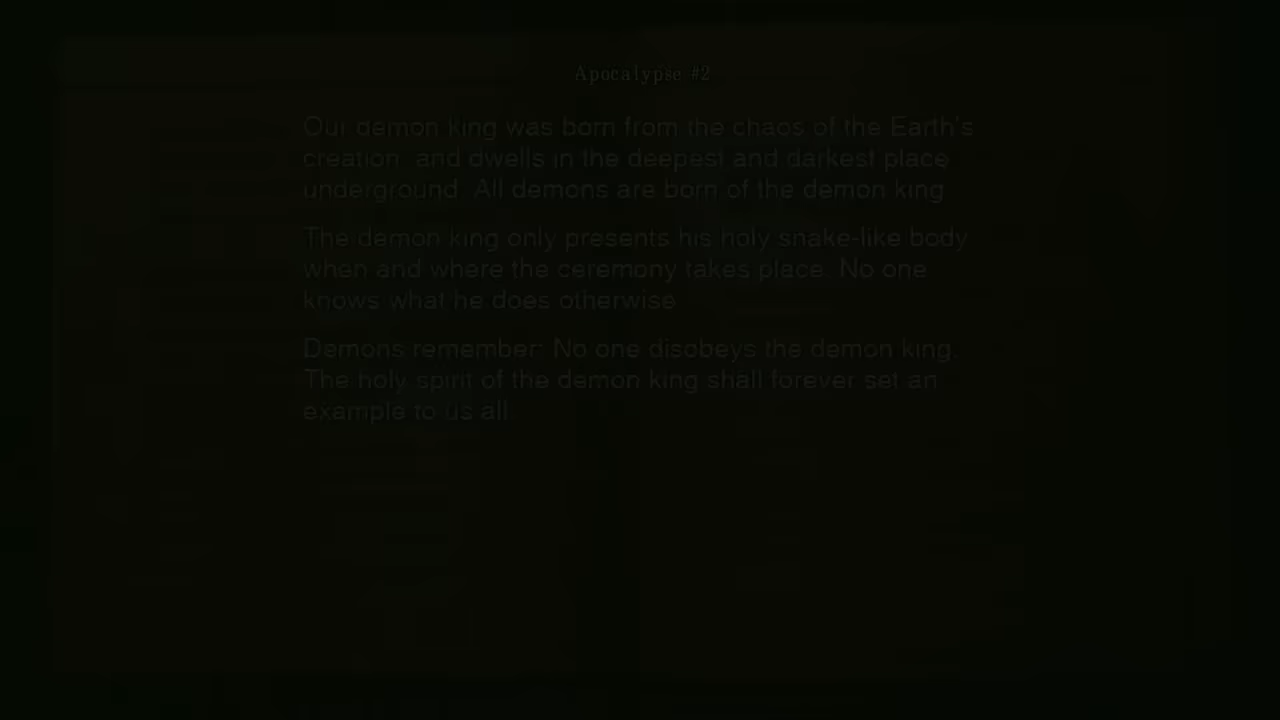 Apocalypse #2
Our demon king was born from the chaos of the Earth's
creation, and dwells in the deepest and darkest place
underground. All demons are born of the demon king.
The demon king only presents his holy snake-like body
when and where the ceremony takes place. No one
knows what he does otherwise.
Demons remember: No one disobeys the demon king.
The holy spirit of the demon king shall forever set an
example to us all.